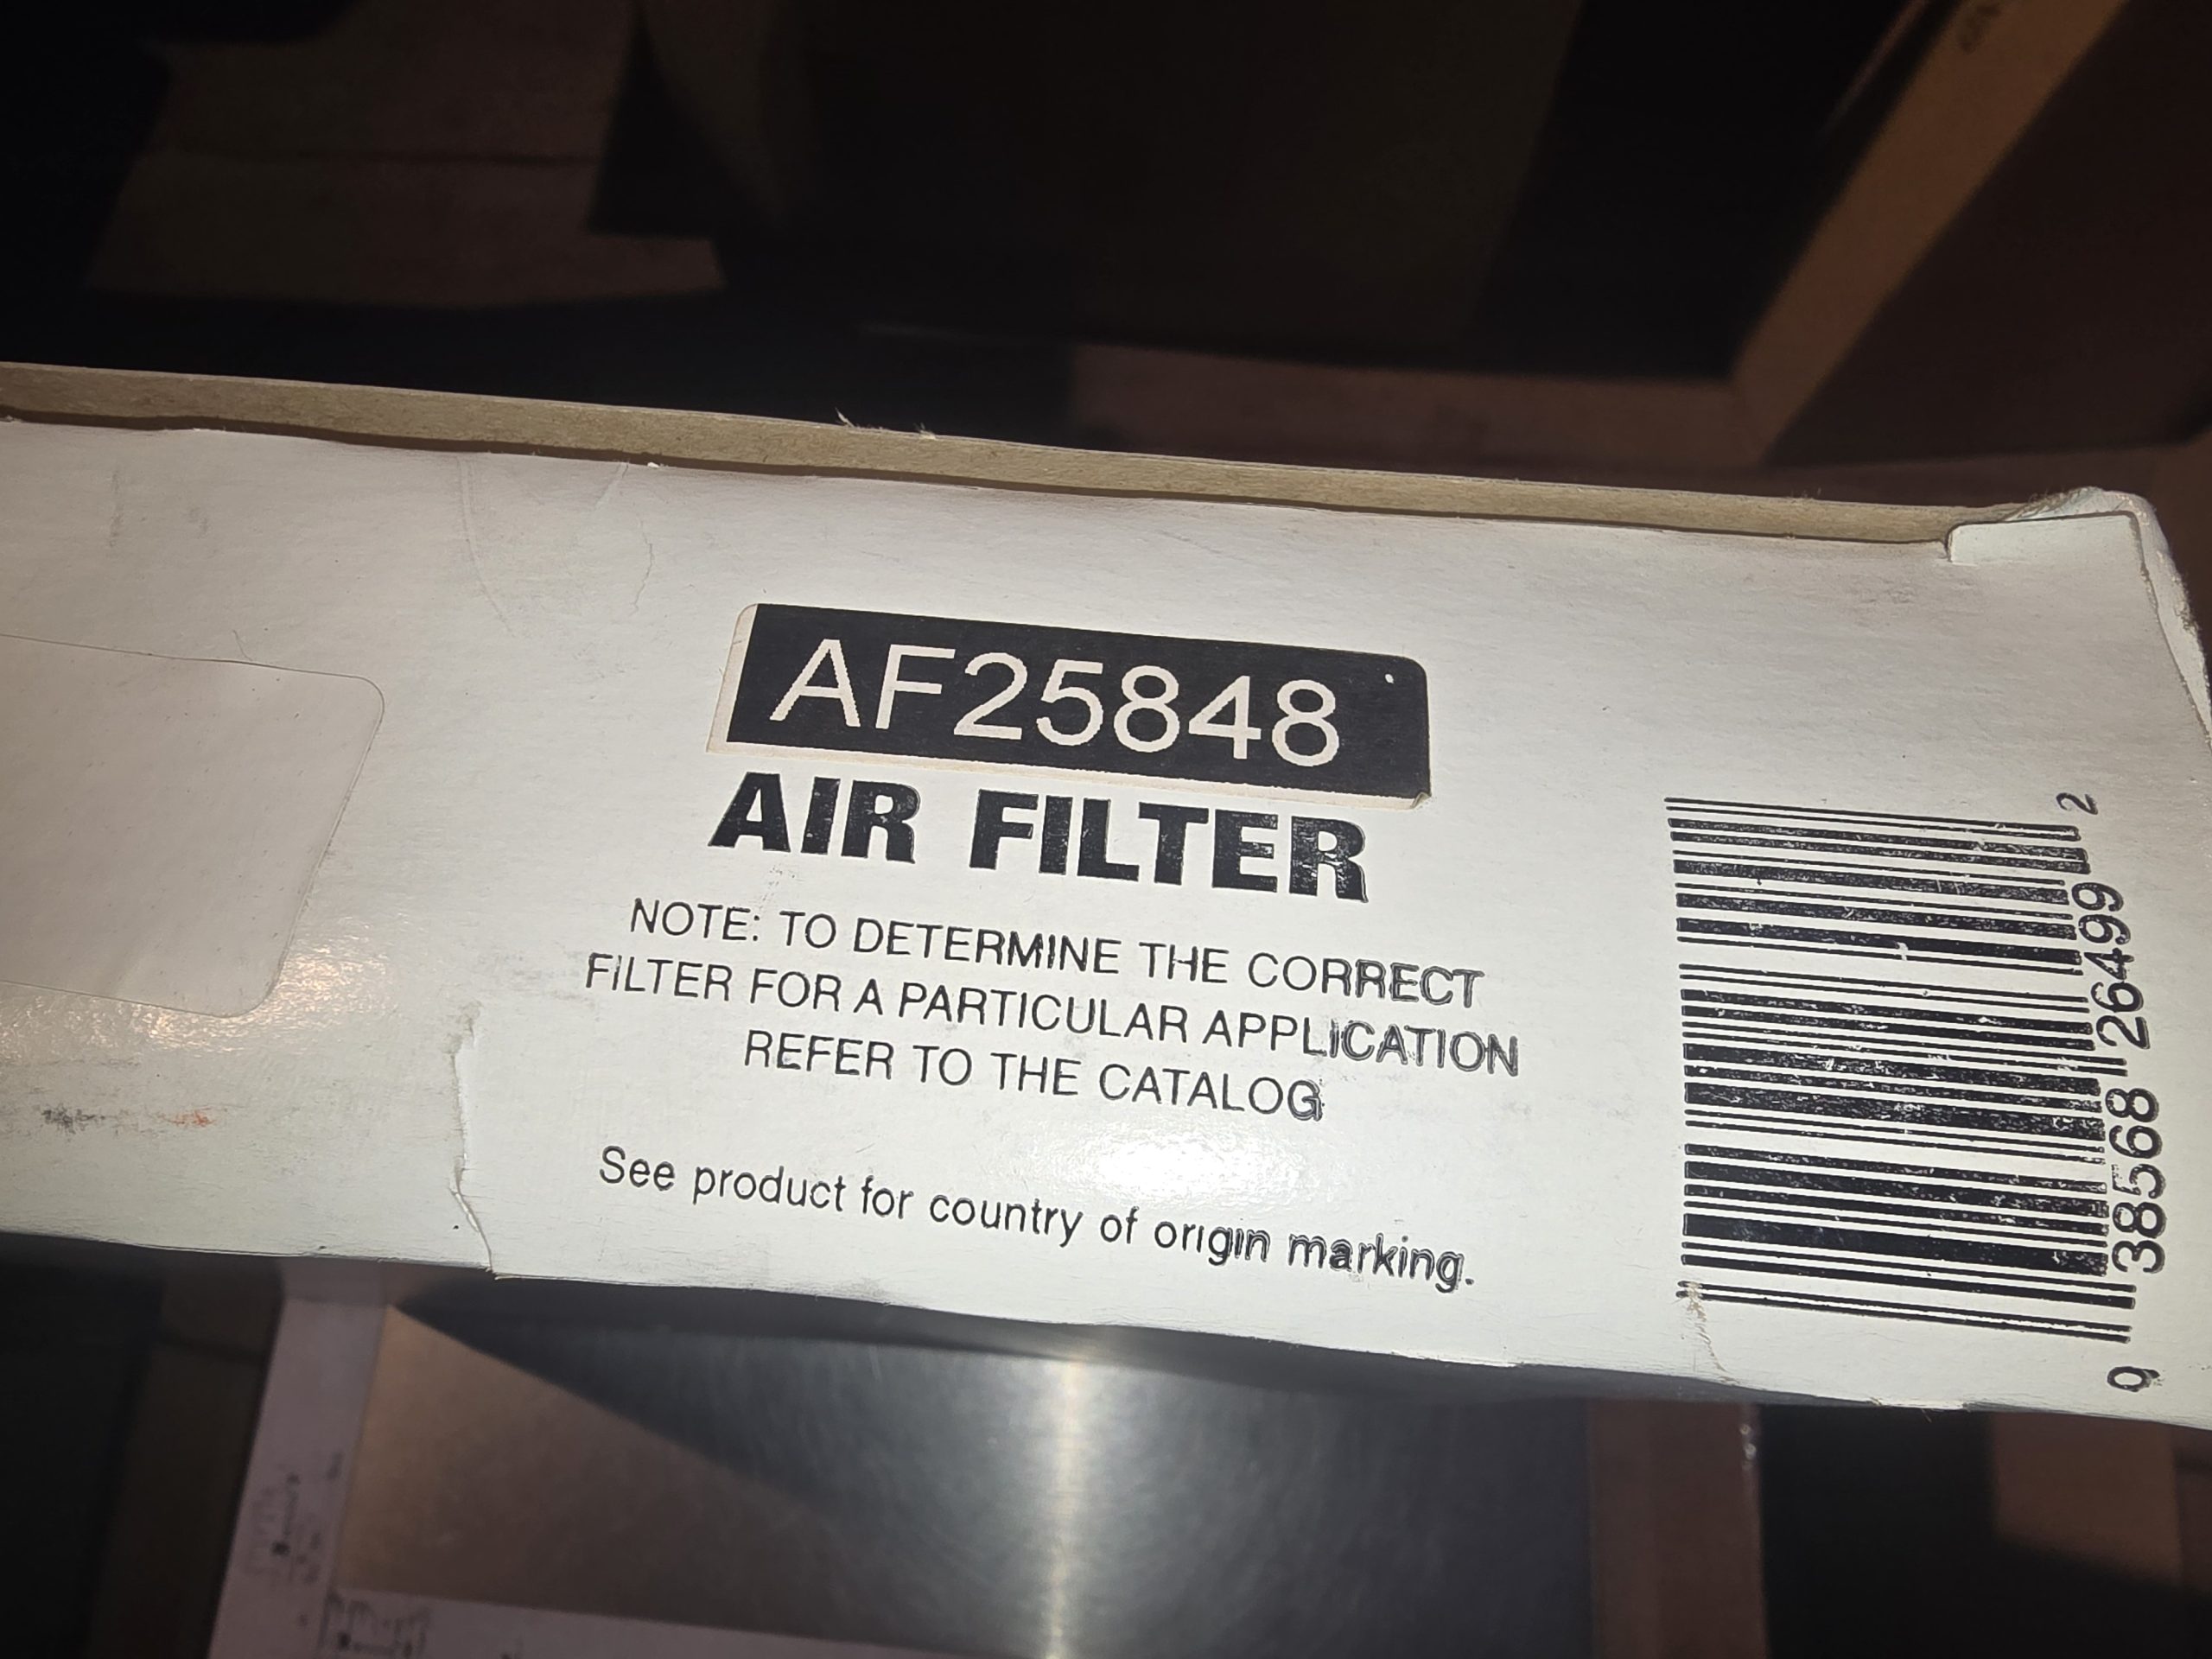 AF25848
AIR FILTER
NOTE: TO DETERMINE THE CORRECT
FILTER FOR A PARTICULAR APPLICATION
REFER TO THE CATALOG
See product for country of origin marking.
0 38568 26499 2